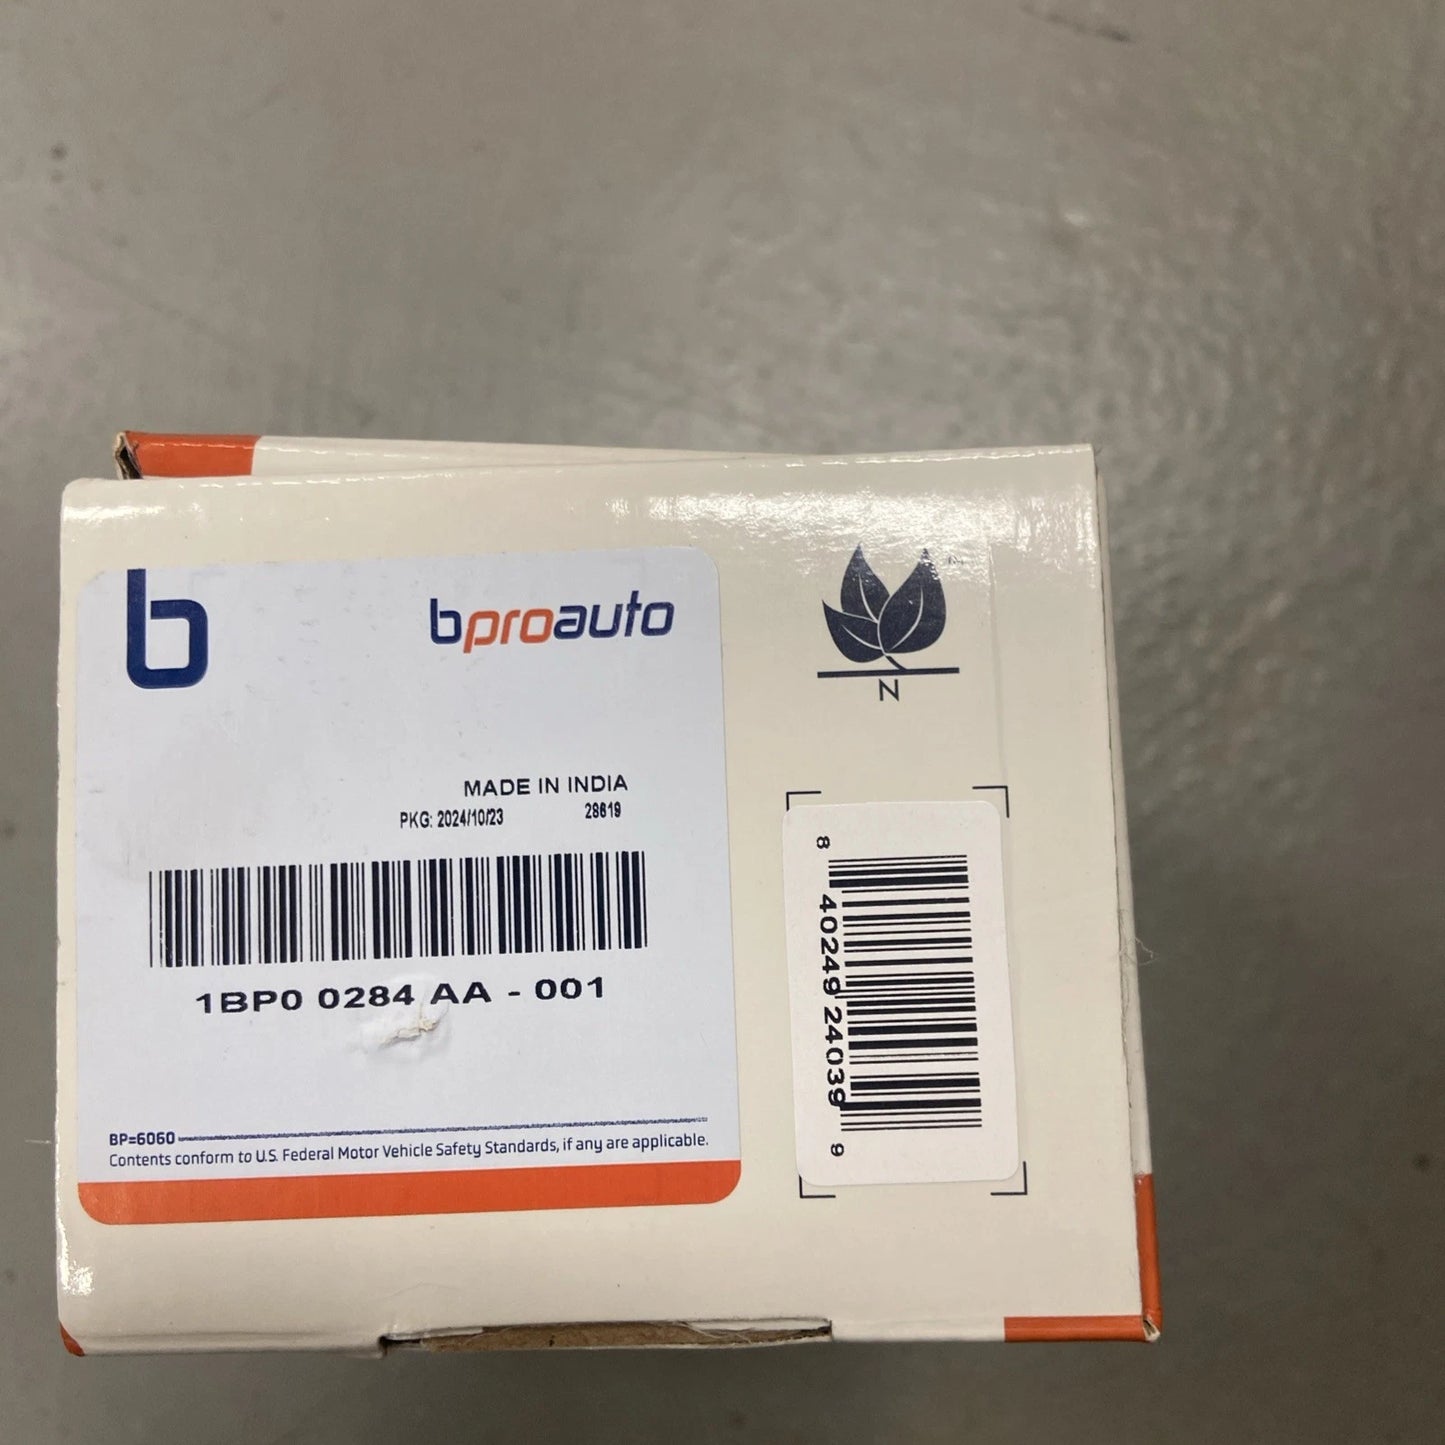 b
bproauto
MADE IN INDIA
PKG: 2024/10/23 28619
1BP0 0284 AA - 001
BP=6060
Contents conform to U.S. Federal Motor Vehicle Safety Standards, if any are applicable.
N
8 40249 24039 9